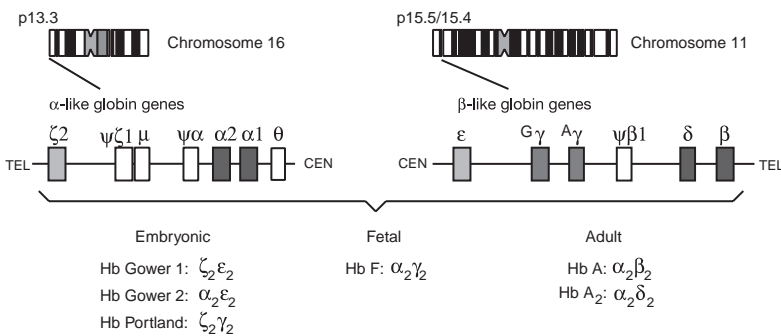 p13.3
Chromosome 16
α-like globin genes
ζ2 ψζ1 μ ψα α2 α1 θ
TEL CEN
p15.5/15.4
Chromosome 11
β-like globin genes
ε Gγ Aγ ψβ1 δ β
CEN TEL
Embryonic
Hb Gower 1: ζ₂ε₂
Hb Gower 2: α₂ε₂
Hb Portland: ζ₂γ₂
Fetal
Hb F: α₂γ₂
Adult
Hb A: α₂β₂
Hb A₂: α₂δ₂